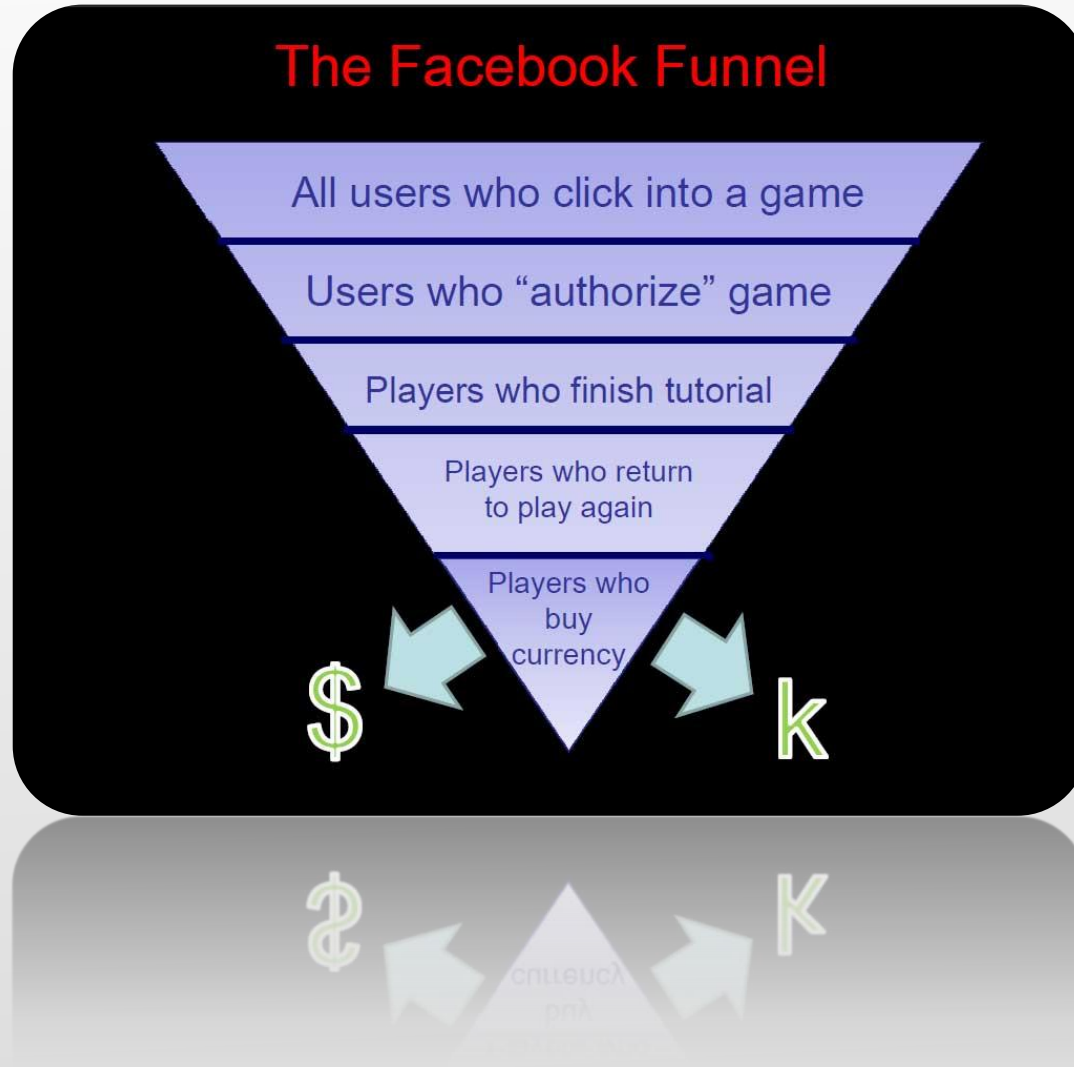 The Facebook Funnel
All users who click into a game
Users who “authorize” game
Players who finish tutorial
Players who return
to play again
Players who
buy
currency
$
k